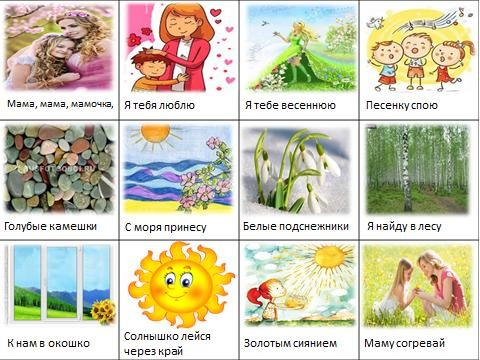 Мама, мама, мамочка,
Я тебя люблю
Я тебе весеннюю
Песенку спою
Голубые камешки
С моря принесу
Белые подснежники
Я найду в лесу
К нам в окошко
Солнышко лейся
через край
Золотым сиянием
Маму согревай